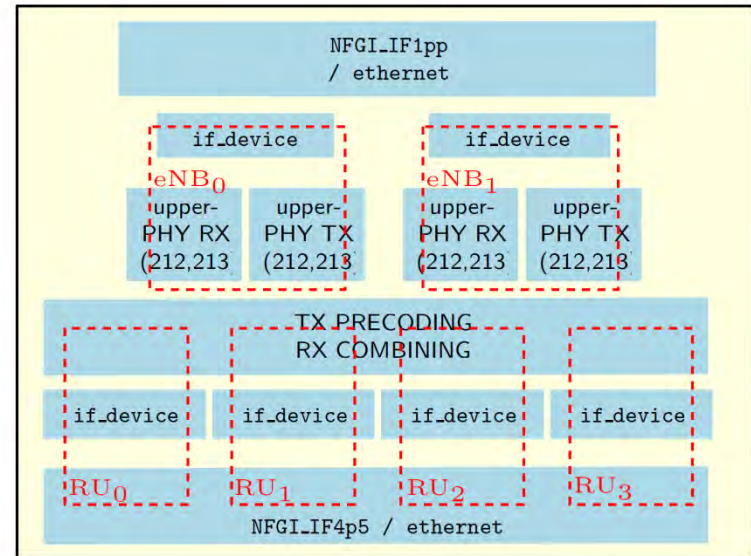 NFGI_IF1pp
/ ethernet
if_device
if_device
eNB0
eNB1
upper-
PHY RX
(212,213)
upper-
PHY TX
(212,213)
upper-
PHY RX
(212,213)
upper-
PHY TX
(212,213)
TX PRECODING
RX COMBINING
if_device
if_device
if_device
if_device
RU0
RU1
RU2
RU3
NFGI_IF4p5 / ethernet